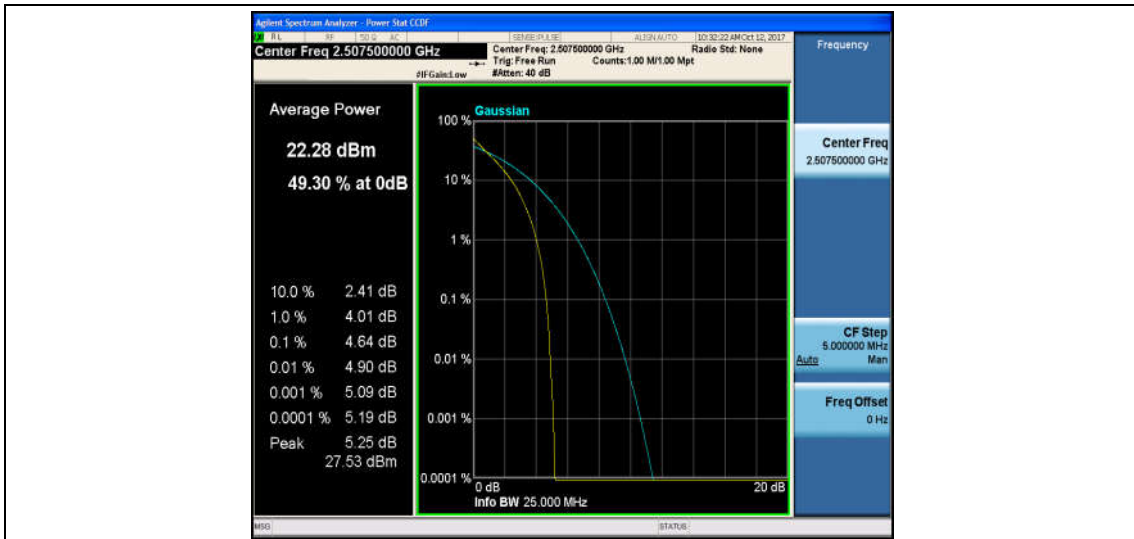 Agilent Spectrum Analyzer - Power Stat CCDF
RL RF 50 Ω AC SENSE:PULSE ALIGN AUTO 10:32:22 AM Oct 12, 2017
Center Freq 2.507500000 GHz
Center Freq: 2.507500000 GHz Radio Std: None
Trig: Free Run Counts:1.00 M/1.00 Mpt
#IFGain:Low #Atten: 40 dB
Average Power
22.28 dBm
49.30 % at 0dB
10.0 % 2.41 dB
1.0 % 4.01 dB
0.1 % 4.64 dB
0.01 % 4.90 dB
0.001 % 5.09 dB
0.0001 % 5.19 dB
Peak 5.25 dB
27.53 dBm
Gaussian
100 %
10 %
1 %
0.1 %
0.01 %
0.001 %
0.0001 %
0 dB 20 dB
Info BW 25.000 MHz
Frequency
Center Freq
2.507500000 GHz
CF Step
5.000000 MHz
Auto Man
Freq Offset
0 Hz
MSG STATUS